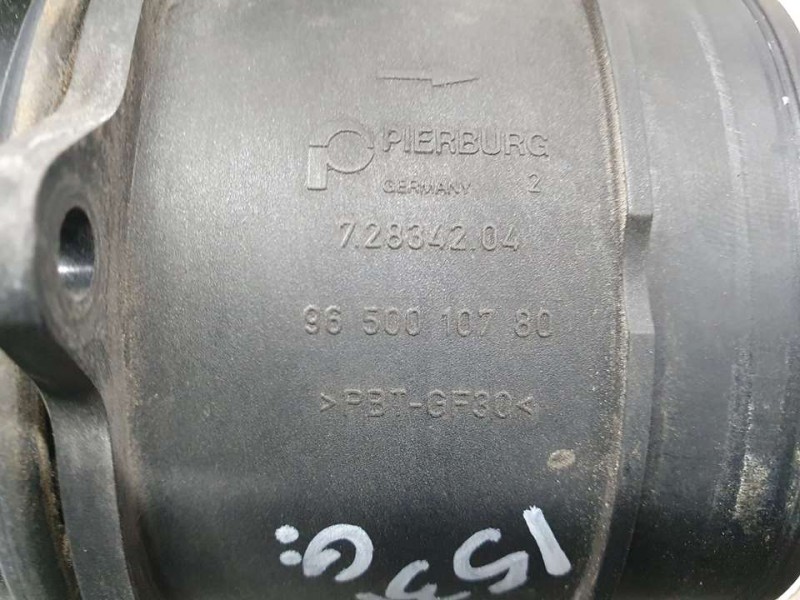 PIERBURG
GERMANY 2
7.28342.04
96 500 107 80
>PBT-GF30<